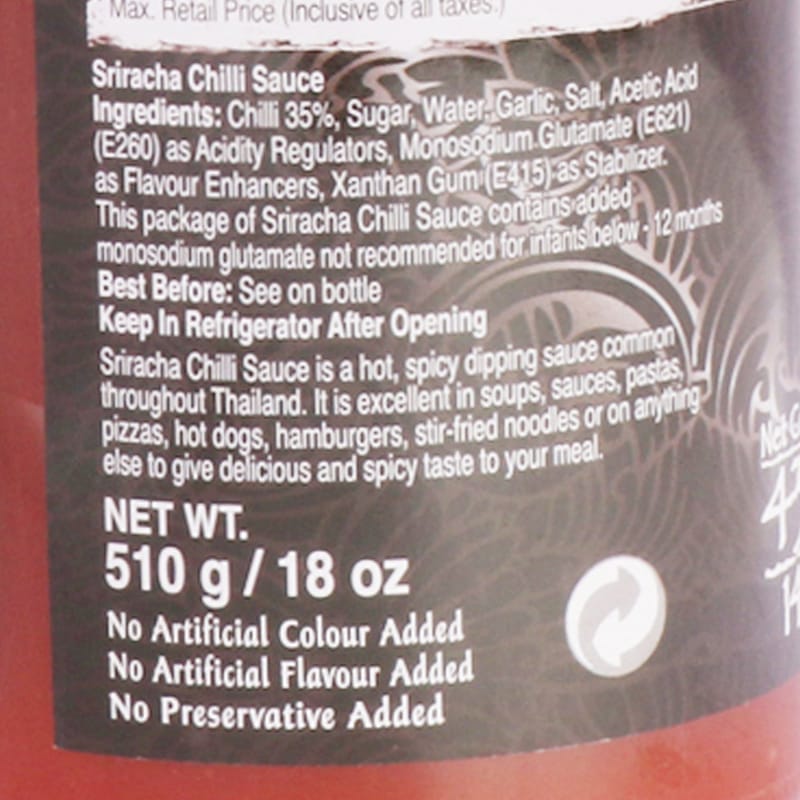 Max. Retail Price (Inclusive of all taxes.)
Sriracha Chilli Sauce
Ingredients: Chilli 35%, Sugar, Water, Garlic, Salt, Acetic Acid
(E260) as Acidity Regulators, Monosodium Glutamate (E621)
as Flavour Enhancers, Xanthan Gum (E415) as Stabilizer.
This package of Sriracha Chilli Sauce contains added
monosodium glutamate not recommended for infants below - 12 months
Best Before: See on bottle
Keep In Refrigerator After Opening
Sriracha Chilli Sauce is a hot, spicy dipping sauce common
throughout Thailand. It is excellent in soups, sauces, pastas,
pizzas, hot dogs, hamburgers, stir-fried noodles or on anything
else to give delicious and spicy taste to your meal.
NET WT.
510 g / 18 oz
No Artificial Colour Added
No Artificial Flavour Added
No Preservative Added
Net